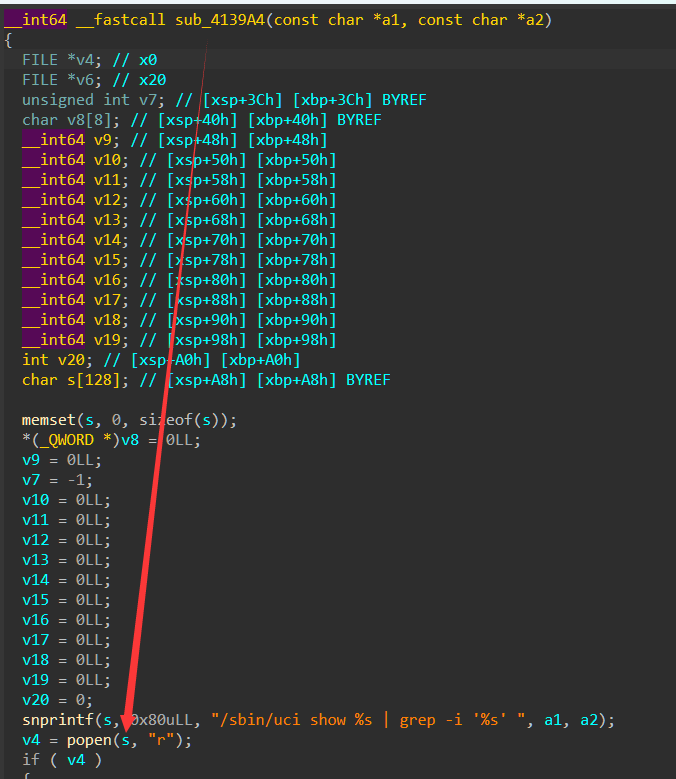 __int64 __fastcall sub_4139A4(const char *a1, const char *a2)
{
FILE *v4; // x0
FILE *v6; // x20
unsigned int v7; // [xsp+3Ch] [xbp+3Ch] BYREF
char v8[8]; // [xsp+40h] [xbp+40h] BYREF
__int64 v9; // [xsp+48h] [xbp+48h]
__int64 v10; // [xsp+50h] [xbp+50h]
__int64 v11; // [xsp+58h] [xbp+58h]
__int64 v12; // [xsp+60h] [xbp+60h]
__int64 v13; // [xsp+68h] [xbp+68h]
__int64 v14; // [xsp+70h] [xbp+70h]
__int64 v15; // [xsp+78h] [xbp+78h]
__int64 v16; // [xsp+80h] [xbp+80h]
__int64 v17; // [xsp+88h] [xbp+88h]
__int64 v18; // [xsp+90h] [xbp+90h]
__int64 v19; // [xsp+98h] [xbp+98h]
int v20; // [xsp+A0h] [xbp+A0h]
char s[128]; // [xsp+A8h] [xbp+A8h] BYREF
memset(s, 0, sizeof(s));
*(_QWORD *)v8 = 0LL;
v9 = 0LL;
v7 = -1;
v10 = 0LL;
v11 = 0LL;
v12 = 0LL;
v13 = 0LL;
v14 = 0LL;
v15 = 0LL;
v16 = 0LL;
v17 = 0LL;
v18 = 0LL;
v19 = 0LL;
v20 = 0;
snprintf(s, 0x80uLL, "/sbin/uci show %s | grep -i '%s' ", a1, a2);
v4 = popen(s, "r");
if ( v4 )
{